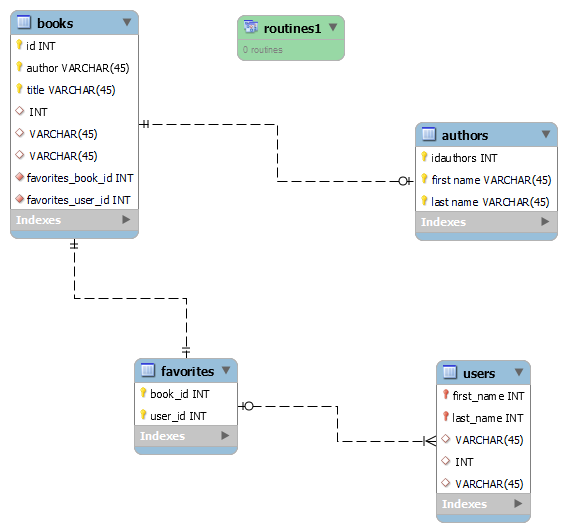 books
id INT
author VARCHAR(45)
title VARCHAR(45)
INT
VARCHAR(45)
VARCHAR(45)
favorites_book_id INT
favorites_user_id INT
Indexes
routines1
0 routines
authors
idauthors INT
first name VARCHAR(45)
last name VARCHAR(45)
Indexes
favorites
book_id INT
user_id INT
Indexes
users
first_name INT
last_name INT
VARCHAR(45)
INT
VARCHAR(45)
Indexes